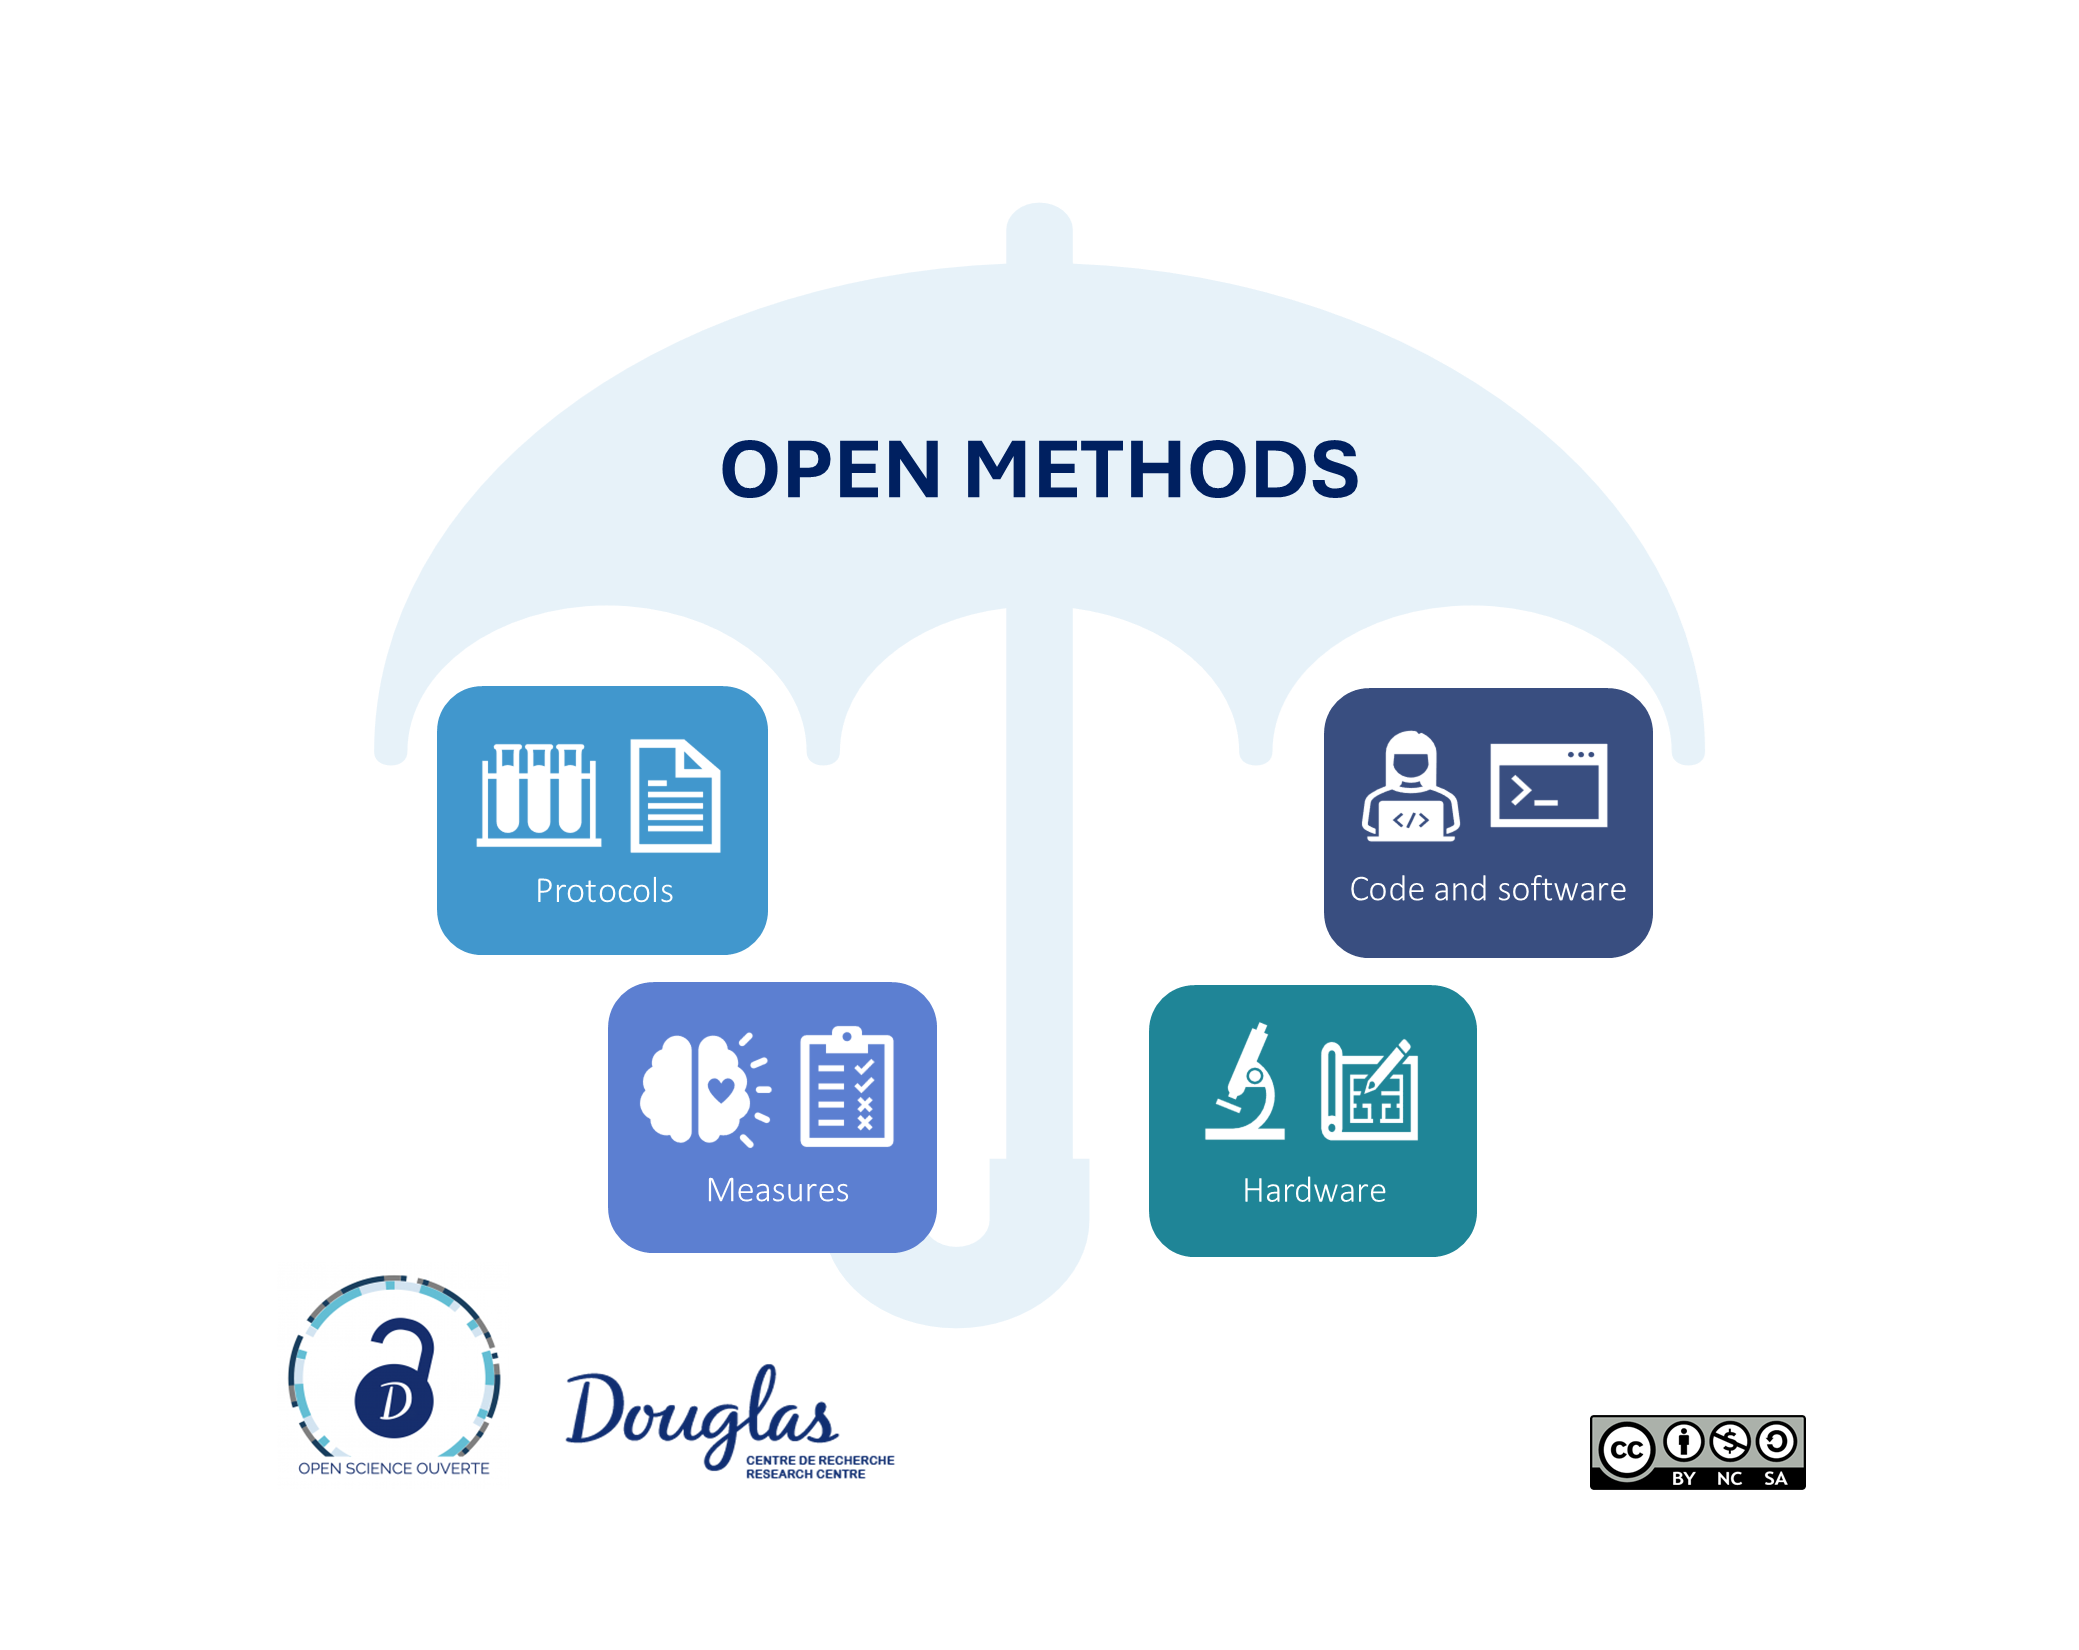 OPEN METHODS
Protocols
Code and software
</>
>_
Measures
Hardware
D
OPEN SCIENCE OUVERTE
Douglas
CENTRE DE RECHERCHE
RESEARCH CENTRE
cc
BY NC SA